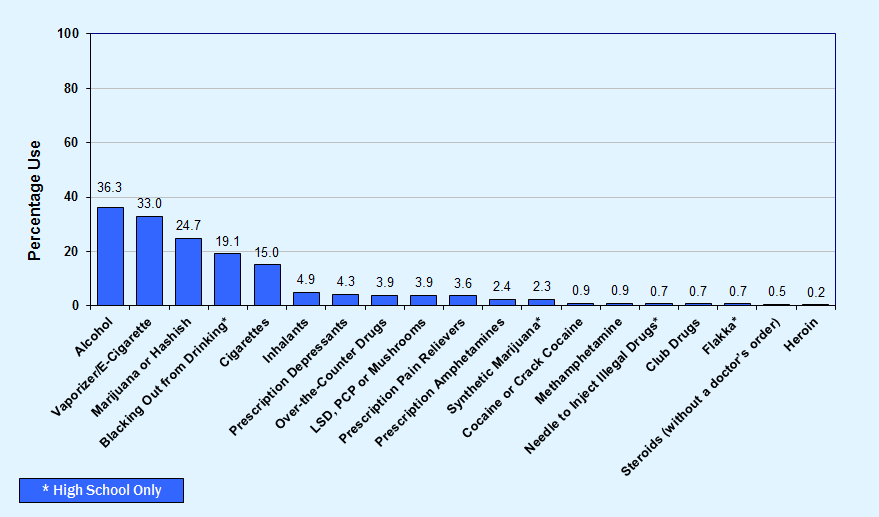 100
80
60
40
20
0
Percentage Use
36.3
33.0
24.7
19.1
15.0
4.9
4.3
3.9
3.9
3.6
2.4
2.3
0.9
0.9
0.7
0.7
0.7
0.5
0.2
Alcohol
Vaporizer/E-Cigarette
Marijuana or Hashish
Blacking Out from Drinking*
Cigarettes
Inhalants
Prescription Depressants
Over-the-Counter Drugs
LSD, PCP or Mushrooms
Prescription Pain Relievers
Prescription Amphetamines
Synthetic Marijuana*
Cocaine or Crack Cocaine
Methamphetamine
Needle to Inject Illegal Drugs*
Club Drugs
Flakka*
Steroids (without a doctor's order)
Heroin
* High School Only